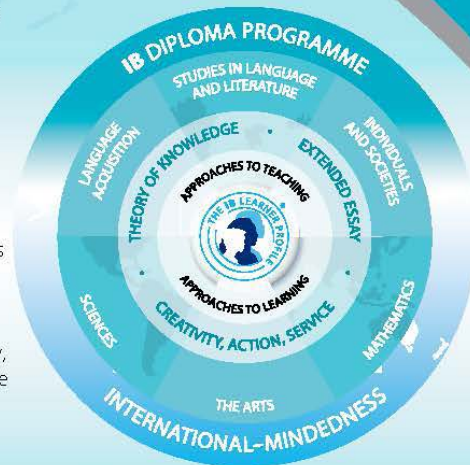 IB DIPLOMA PROGRAMME
STUDIES IN LANGUAGE
AND LITERATURE
LANGUAGE
ACQUISITION
INDIVIDUALS
AND SOCIETIES
THEORY OF KNOWLEDGE
EXTENDED ESSAY
APPROACHES TO TEACHING
THE IB LEARNER PROFILE
APPROACHES TO LEARNING
CREATIVITY, ACTION, SERVICE
SCIENCES
MATHEMATICS
THE ARTS
INTERNATIONAL-MINDEDNESS